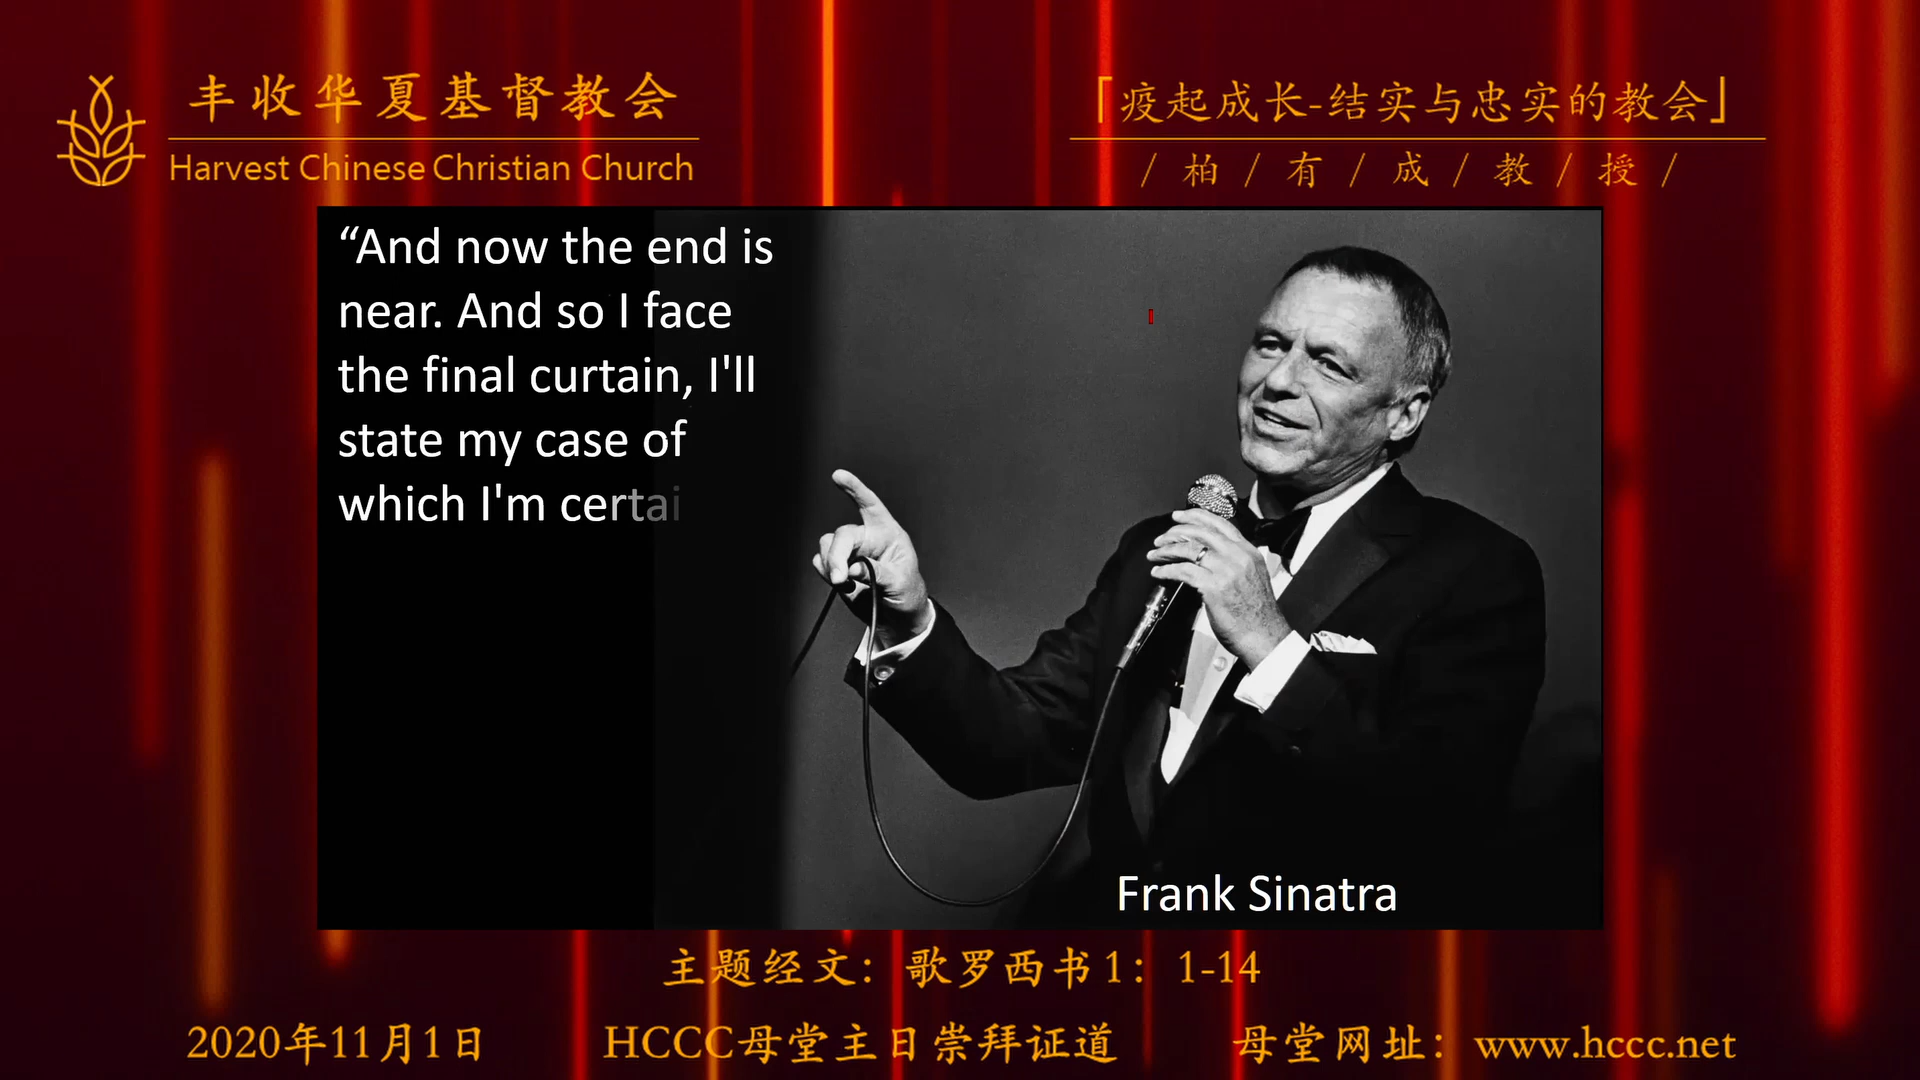 丰收华夏基督教会
Harvest Chinese Christian Church
「疫起成长-结实与忠实的教会」
/ 柏 / 有 / 成 / 教 / 授 /
“And now the end is
near. And so I face
the final curtain, I'll
state my case of
which I'm certai
Frank Sinatra
主题经文：歌罗西书1：1-14
2020年11月1日
HCCC母堂主日崇拜证道
母堂网址：www.hccc.net